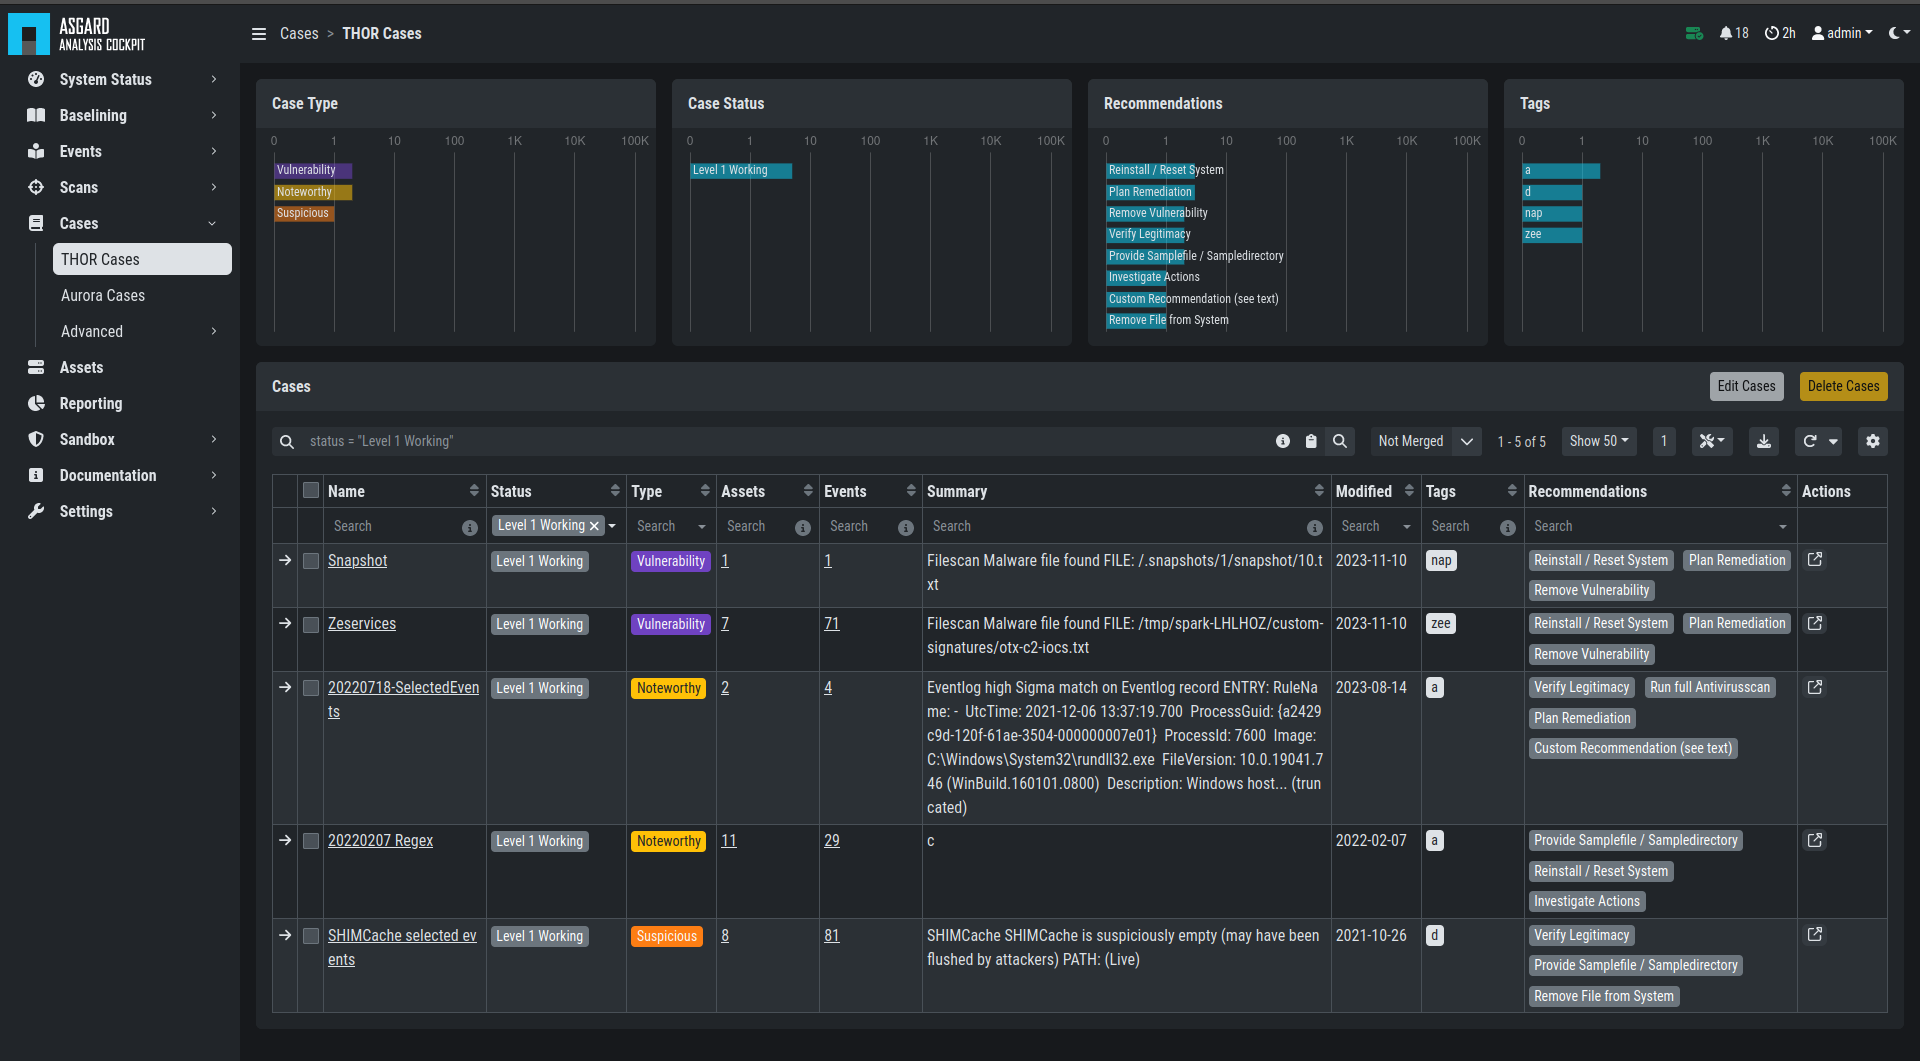 ASGARD
ANALYSIS COCKPIT
Cases > THOR Cases
18 2h admin
System Status
Baselining
Events
Scans
Cases
THOR Cases
Aurora Cases
Advanced
Assets
Reporting
Sandbox
Documentation
Settings
Case Type
0 1 10 100 1K 10K 100K
Vulnerability
Noteworthy
Suspicious
Case Status
0 1 10 100 1K 10K 100K
Level 1 Working
Recommendations
0 1 10 100 1K 10K 100K
Reinstall / Reset System
Plan Remediation
Remove Vulnerability
Verify Legitimacy
Provide Samplefile / Sampledirectory
Investigate Actions
Custom Recommendation (see text)
Remove File from System
Tags
0 1 10 100 1K 10K 100K
a
d
nap
zee
Cases Edit Cases Delete Cases
status = "Level 1 Working" Not Merged 1 - 5 of 5 Show 50 1
Name Status Type Assets Events Summary Modified Tags Recommendations Actions
Search Level 1 Working Search Search Search Search Search Search Search
Snapshot Level 1 Working Vulnerability 1 1 Filescan Malware file found FILE: /.snapshots/1/snapshot/10.t 2023-11-10 nap Reinstall / Reset System Plan Remediation
xt Remove Vulnerability
Zeservices Level 1 Working Vulnerability 7 71 Filescan Malware file found FILE: /tmp/spark-LHLHOZ/custom- 2023-11-10 zee Reinstall / Reset System Plan Remediation
signatures/otx-c2-iocs.txt Remove Vulnerability
20220718-SelectedEven Level 1 Working Noteworthy 2 4 Eventlog high Sigma match on Eventlog record ENTRY: RuleNa 2023-08-14 a Verify Legitimacy Run full Antivirusscan
ts me: - UtcTime: 2021-12-06 13:37:19.700 ProcessGuid: {a2429 Plan Remediation
c9d-120f-61ae-3504-000000007e01} ProcessId: 7600 Image: Custom Recommendation (see text)
C:\Windows\System32\rundll32.exe FileVersion: 10.0.19041.7
46 (WinBuild.160101.0800) Description: Windows host... (trun
cated)
20220207 Regex Level 1 Working Noteworthy 11 29 c 2022-02-07 a Provide Samplefile / Sampledirectory
Reinstall / Reset System
Investigate Actions
SHIMCache selected ev Level 1 Working Suspicious 8 81 SHIMCache SHIMCache is suspiciously empty (may have been 2021-10-26 d Verify Legitimacy
ents flushed by attackers) PATH: (Live) Provide Samplefile / Sampledirectory
Remove File from System